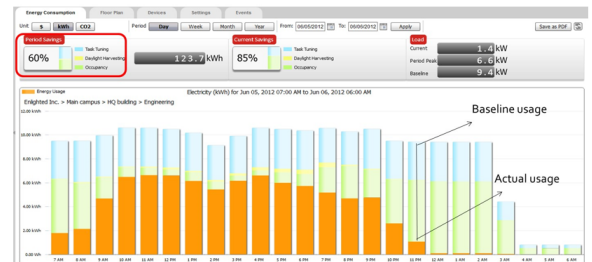 Energy Consumption Floor Plan Devices Settings Events
Unit $ kWh CO2 Period Day Week Month Year From: 06/05/2012 To: 06/06/2012 Apply Save as PDF
Period Savings
60%
Task Tuning
Daylight Harvesting
Occupancy
123.7 kWh
Current Savings
85%
Task Tuning
Daylight Harvesting
Occupancy
Load
Current 1.4 kW
Period Peak 6.6 kW
Baseline 9.4 kW
Energy Usage
Electricity (kWh) for Jun 05, 2012 07:00 AM to Jun 06, 2012 06:00 AM
Enlighted Inc. > Main campus > HQ building > Engineering
12.00 kWh
Baseline usage
10.00 kWh
8.00 kWh
Actual usage
6.00 kWh
4.00 kWh
2.00 kWh
0.00 kWh
7 AM 8 AM 9 AM 10 AM 11 AM 12 PM 1 PM 2 PM 3 PM 4 PM 5 PM 6 PM 7 PM 8 PM 9 PM 10 PM 11 PM 12 AM 1 AM 2 AM 3 AM 4 AM 5 AM 6 AM